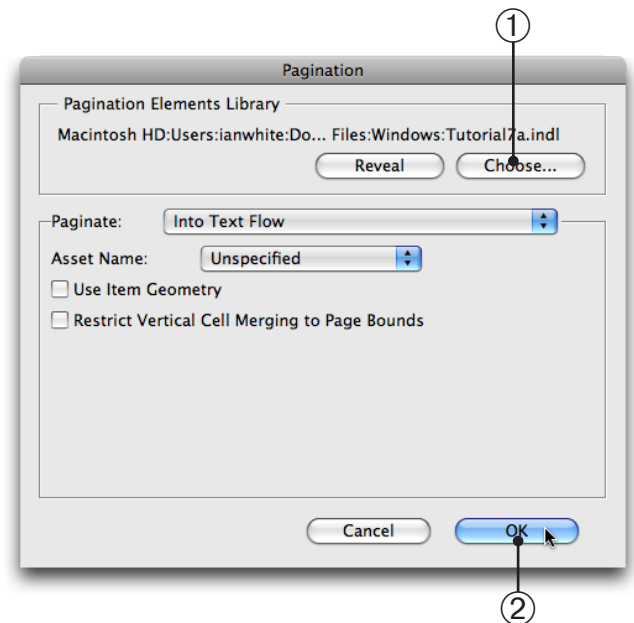 ①
Pagination
Pagination Elements Library
Macintosh HD:Users:ianwhite:Do... Files:Windows:Tutorial7a.indl
Reveal Choose...
Paginate: Into Text Flow
Asset Name: Unspecified
Use Item Geometry
Restrict Vertical Cell Merging to Page Bounds
Cancel OK
②